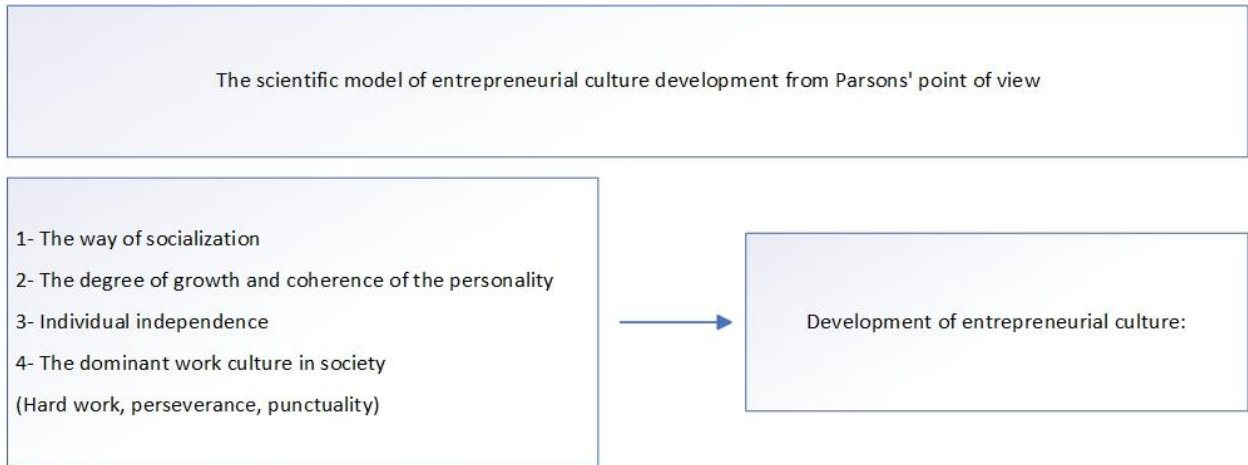 The scientific model of entrepreneurial culture development from Parsons' point of view
1- The way of socialization
2- The degree of growth and coherence of the personality
3- Individual independence
4- The dominant work culture in society
(Hard work, perseverance, punctuality)
Development of entrepreneurial culture: